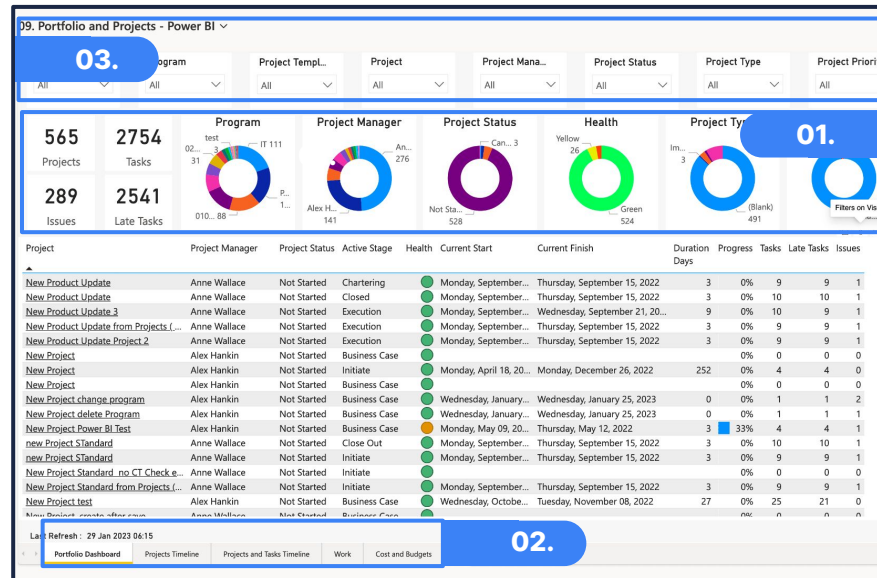 09. Portfolio and Projects - Power BI
03.
Project Templ...
Project
Project Mana...
Project Status
Project Type
All
All
All
All
All
All
All
All
565
Projects
2754
Tasks
289
Issues
2541
Late Tasks
Program
test
02...
3
31
IT 111
P...
1...
010... 88
Project Manager
An...
276
Alex H...
141
Project Status
Can... 3
Not Sta...
528
Health
Yellow
26
Green
524
Im...
3
(Blank)
491
01.
Project Project Manager Project Status Active Stage Health Current Start Current Finish Duration Days Progress Tasks Late Tasks Issues
New Product Update Anne Wallace Not Started Chartering Monday, September... Thursday, September 15, 2022 3 0% 9 9 1
New Product Update Anne Wallace Not Started Closed Monday, September... Thursday, September 15, 2022 3 0% 10 10 1
New Product Update 3 Anne Wallace Not Started Execution Monday, September... Wednesday, September 21, 20... 9 0% 10 9 1
New Product Update from Projects (... Anne Wallace Not Started Execution Monday, September... Thursday, September 15, 2022 3 0% 9 9 1
New Product Update Project 2 Anne Wallace Not Started Execution Monday, September... Thursday, September 15, 2022 3 0% 9 9 1
New Project Alex Hankin Not Started Business Case 0% 0 0 0
New Project Alex Hankin Not Started Initiate Monday, April 18, 20... Monday, December 26, 2022 252 0% 4 4 0
New Project Alex Hankin Not Started Business Case 0% 0 0 0
New Project change program Alex Hankin Not Started Business Case Wednesday, January... Wednesday, January 25, 2023 0 0% 1 1 2
New Project delete Program Alex Hankin Not Started Business Case Wednesday, January... Wednesday, January 25, 2023 0 0% 1 1 1
New Project Power BI Test Alex Hankin Not Started Business Case Monday, May 09, 20... Thursday, May 12, 2022 3 33% 4 4 1
new Project STandard Anne Wallace Not Started Close Out Monday, September... Thursday, September 15, 2022 3 0% 10 10 1
new Project STandard Anne Wallace Not Started Initiate Monday, September... Thursday, September 15, 2022 3 0% 9 9 1
New Project Standard no CT Check e... Anne Wallace Not Started Initiate 0% 0 0 0
New Project Standard from Projects (... Anne Wallace Not Started Initiate Monday, September... Thursday, September 15, 2022 3 0% 9 9 1
New Project test Alex Hankin Not Started Business Case Wednesday, Octobe... Tuesday, November 08, 2022 27 0% 25 21 0
New Project create after save Anne Wallace Not Started Business Case 0% 0 0 0
Last Refresh : 29 Jan 2023 06:15
Portfolio Dashboard Projects Timeline Projects and Tasks Timeline Work Cost and Budgets
02.